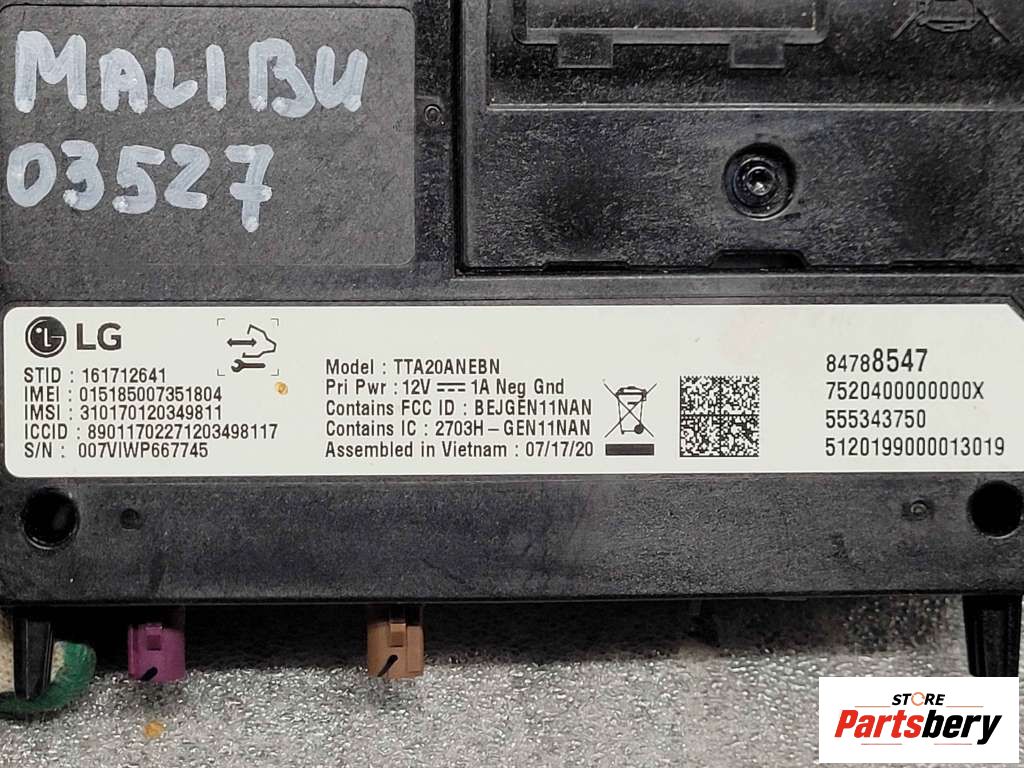 MALIBU
03527
LG
STID : 161712641
IMEI : 015185007351804
IMSI : 310170120349811
ICCID : 89011702271203498117
S/N : 007VIWP667745
Model : TTA20ANEBN
Pri Pwr : 12V 1A Neg Gnd
Contains FCC ID : BEJGEN11NAN
Contains IC : 2703H-GEN11NAN
Assembled in Vietnam : 07/17/20
84788547
7520400000000X
555343750
5120199000013019
STORE
Partsbery